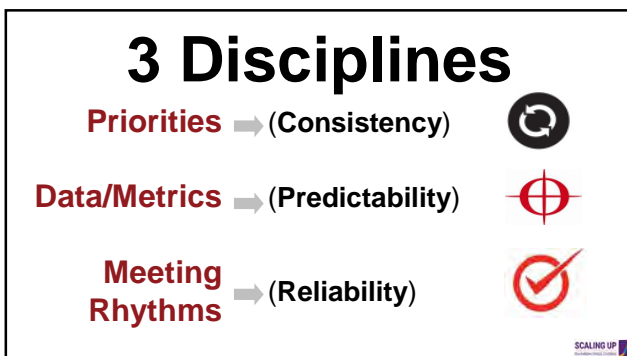 3 Disciplines
Priorities (Consistency)
Data/Metrics (Predictability)
Meeting
Rhythms (Reliability)
SCALING UP